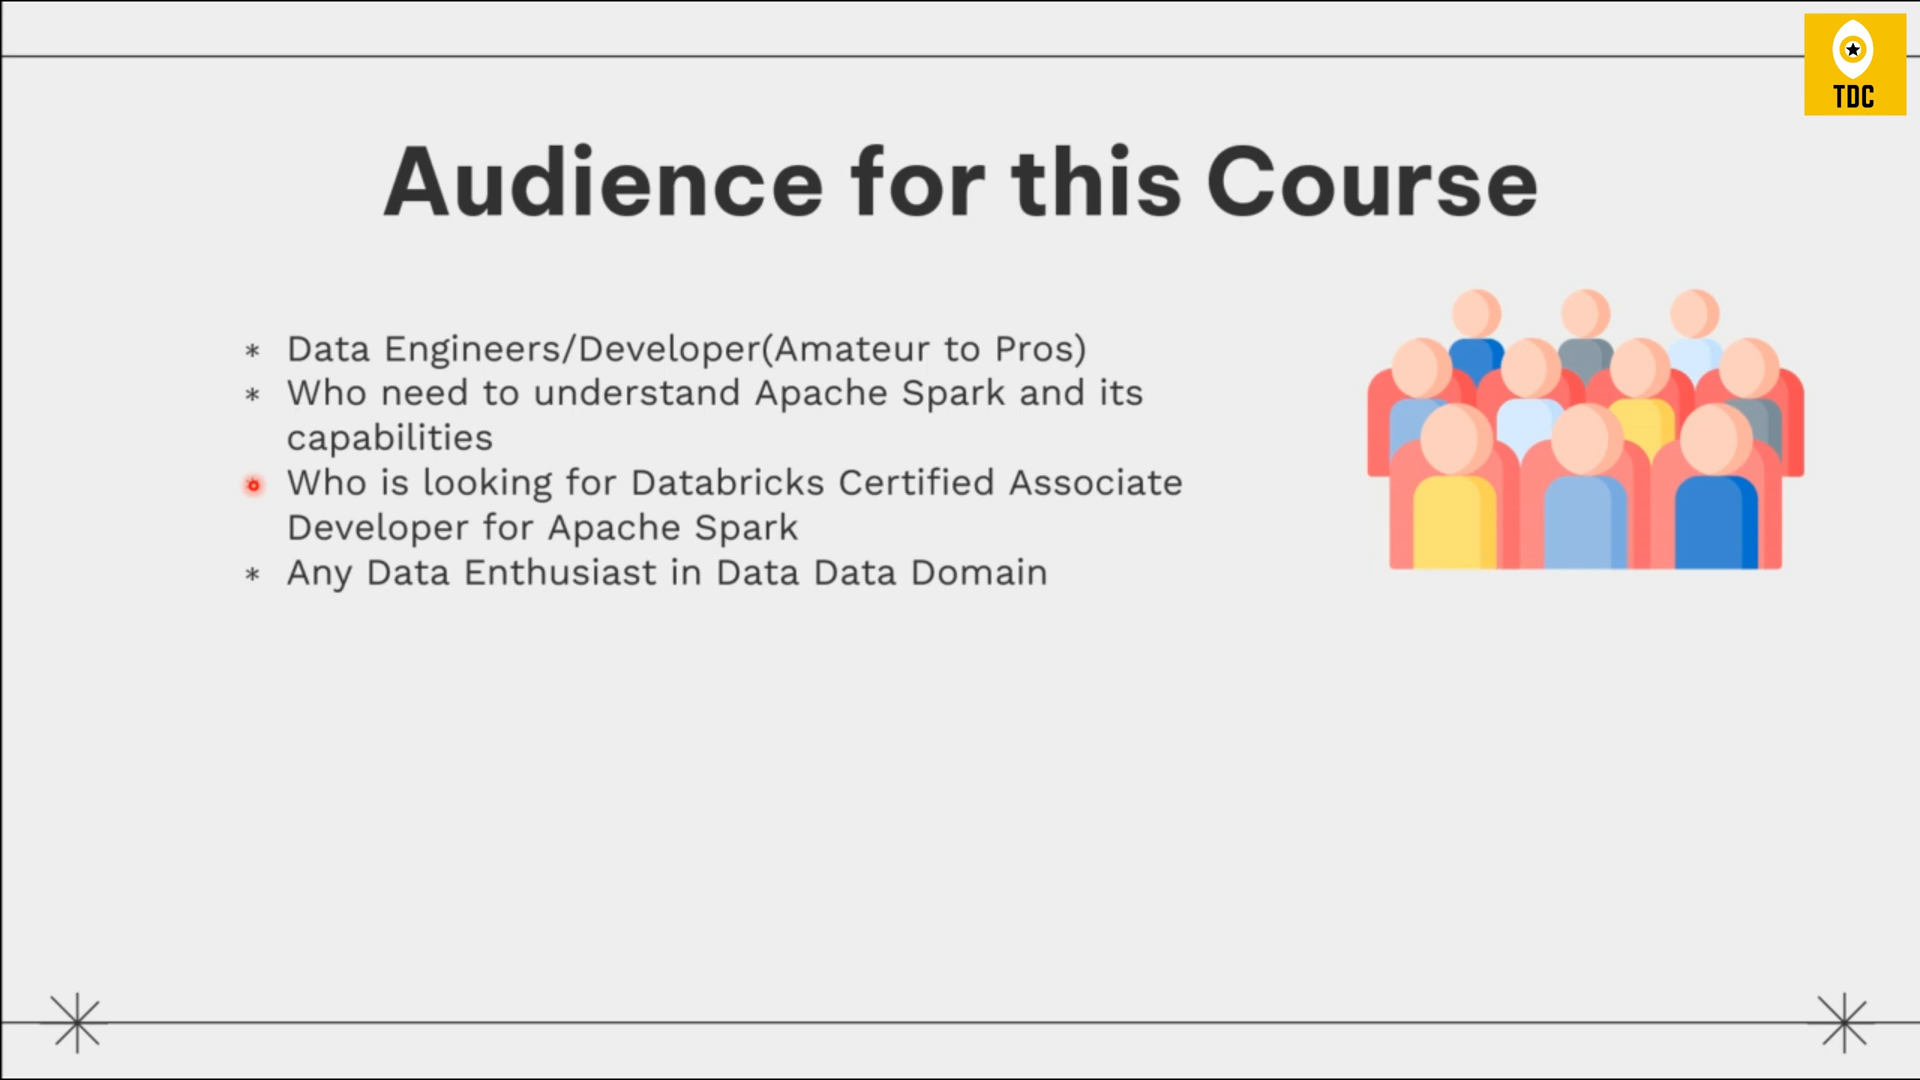 TDC
Audience for this Course
* Data Engineers/Developer(Amateur to Pros)
* Who need to understand Apache Spark and its
capabilities
Who is looking for Databricks Certified Associate
Developer for Apache Spark
* Any Data Enthusiast in Data Data Domain